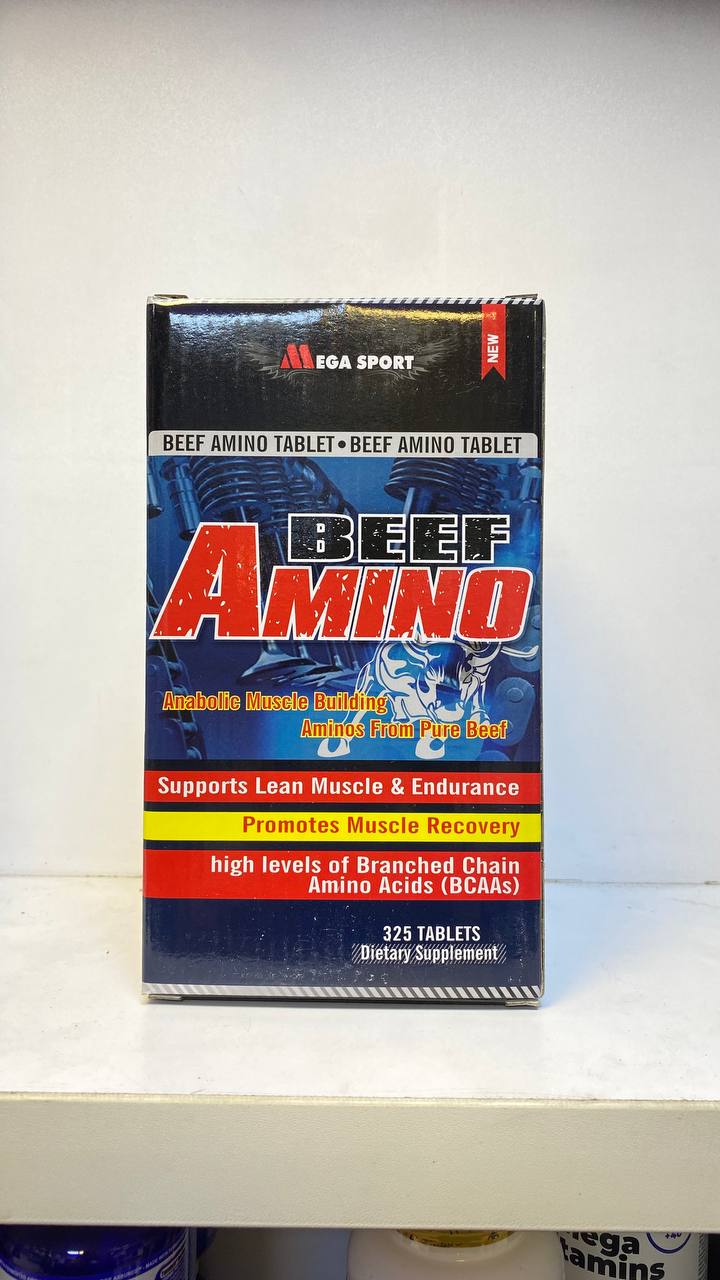 MEGA SPORT
NEW
BEEF AMINO TABLET • BEEF AMINO TABLET
BEEF
AMINO
Anabolic Muscle Building
Aminos From Pure Beef
Supports Lean Muscle & Endurance
Promotes Muscle Recovery
high levels of Branched Chain
Amino Acids (BCAAs)
325 TABLETS
Dietary Supplement